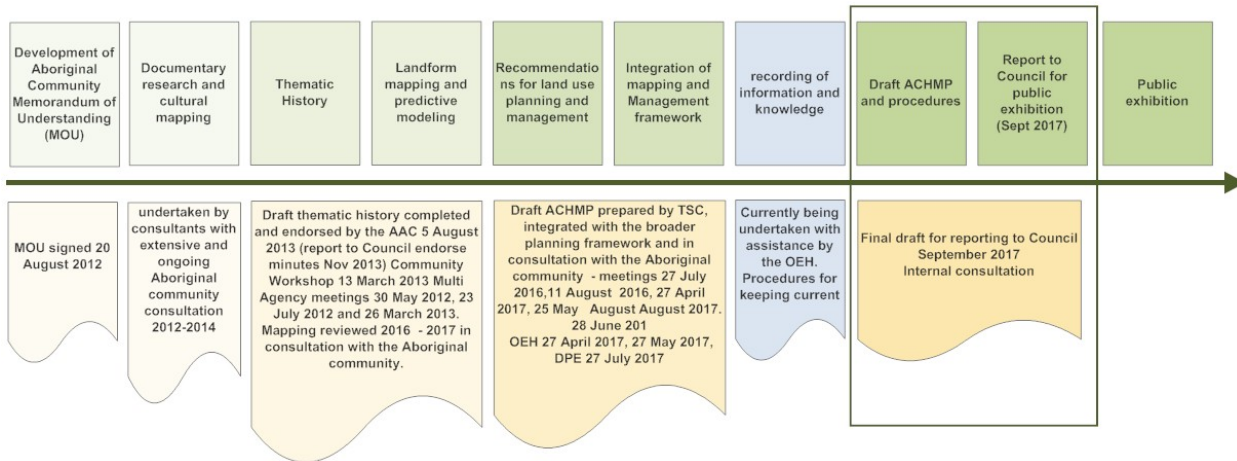 Development of
Aboriginal
Community
Memorandum of
Understanding
(MOU)
Documentary
research and
cultural
mapping
Thematic
History
Landform
mapping and
predictive
modeling
Recommendatio
ns for land use
planning and
management
Integration of
mapping and
Management
framework
recording of
information and
knowledge
Draft ACHMP
and procedures
Report to
Council for
public
exhibition
(Sept 2017)
Public
exhibition
MOU signed 20
August 2012
undertaken by
consultants with
extensive and
ongoing
Aboriginal
community
consultation
2012-2014
Draft thematic history completed
and endorsed by the AAC 5 August
2013 (report to Council endorse
minutes Nov 2013) Community
Workshop 13 March 2013 Multi
Agency meetings 30 May 2012, 23
July 2012 and 26 March 2013.
Mapping reviewed 2016 - 2017 in
consultation with the Aboriginal
community.
Draft ACHMP prepared by TSC,
integrated with the broader
planning framework and in
consultation with the Aboriginal
community - meetings 27 July
2016,11 August 2016, 27 April
2017, 25 May August August 2017.
28 June 201
OEH 27 April 2017, 27 May 2017,
DPE 27 July 2017
Currently being
undertaken with
assistance by
the OEH.
Procedures for
keeping current
Final draft for reporting to Council
September 2017
Internal consultation